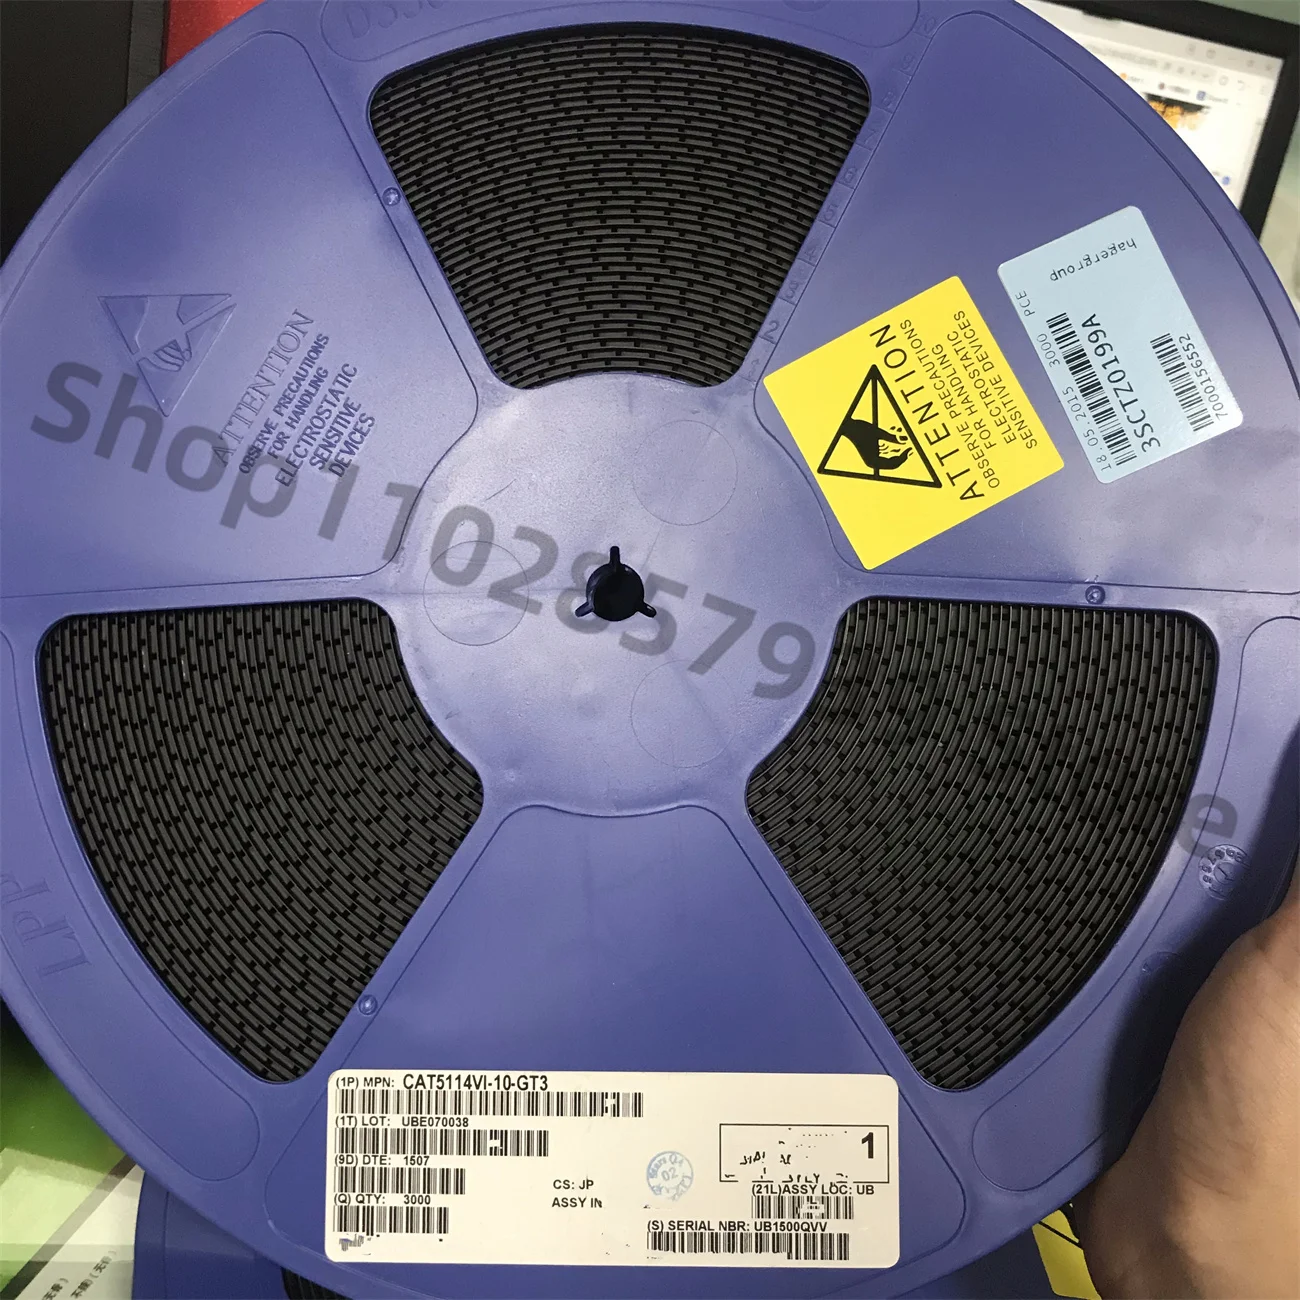 ATTENTION
OBSERVE PRECAUTIONS
FOR HANDLING
ELECTROSTATIC
SENSITIVE
DEVICES
ATTENTION
OBSERVE PRECAUTIONS
FOR HANDLING
ELECTROSTATIC
SENSITIVE DEVICES
hagergroup
18.05.2015 3000 PCE
3SCTZ0199A
7000156552
Shop11028579
LPP
(1P) MPN: CAT5114VI-10-GT3
(1T) LOT: UBE070038
(9D) DTE: 1507
(Q) QTY: 3000
CS: JP
ASSY IN
1
(21L)ASSY LOC: UB
(S) SERIAL NBR: UB1500QVV